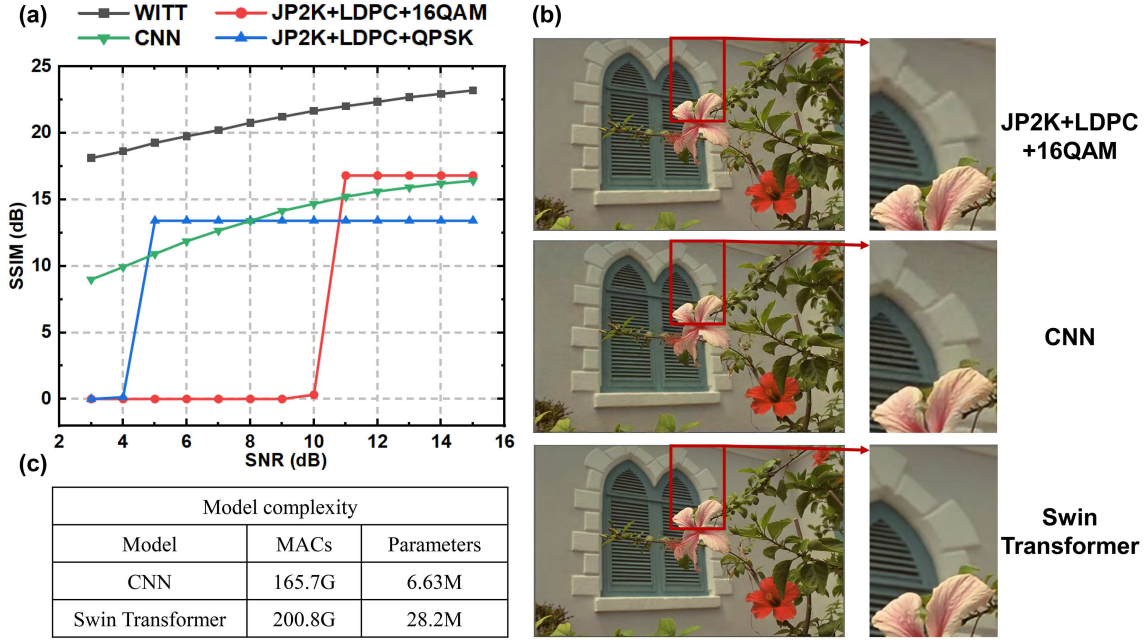 (a)
WITT
JP2K+LDPC+16QAM
CNN
JP2K+LDPC+QPSK
25
20
15
10
5
0
SSIM (dB)
2 4 6 8 10 12 14 16
SNR (dB)
(b)
JP2K+LDPC
+16QAM
CNN
Swin
Transformer
(c)
Model complexity
Model MACs Parameters
CNN 165.7G 6.63M
Swin Transformer 200.8G 28.2M